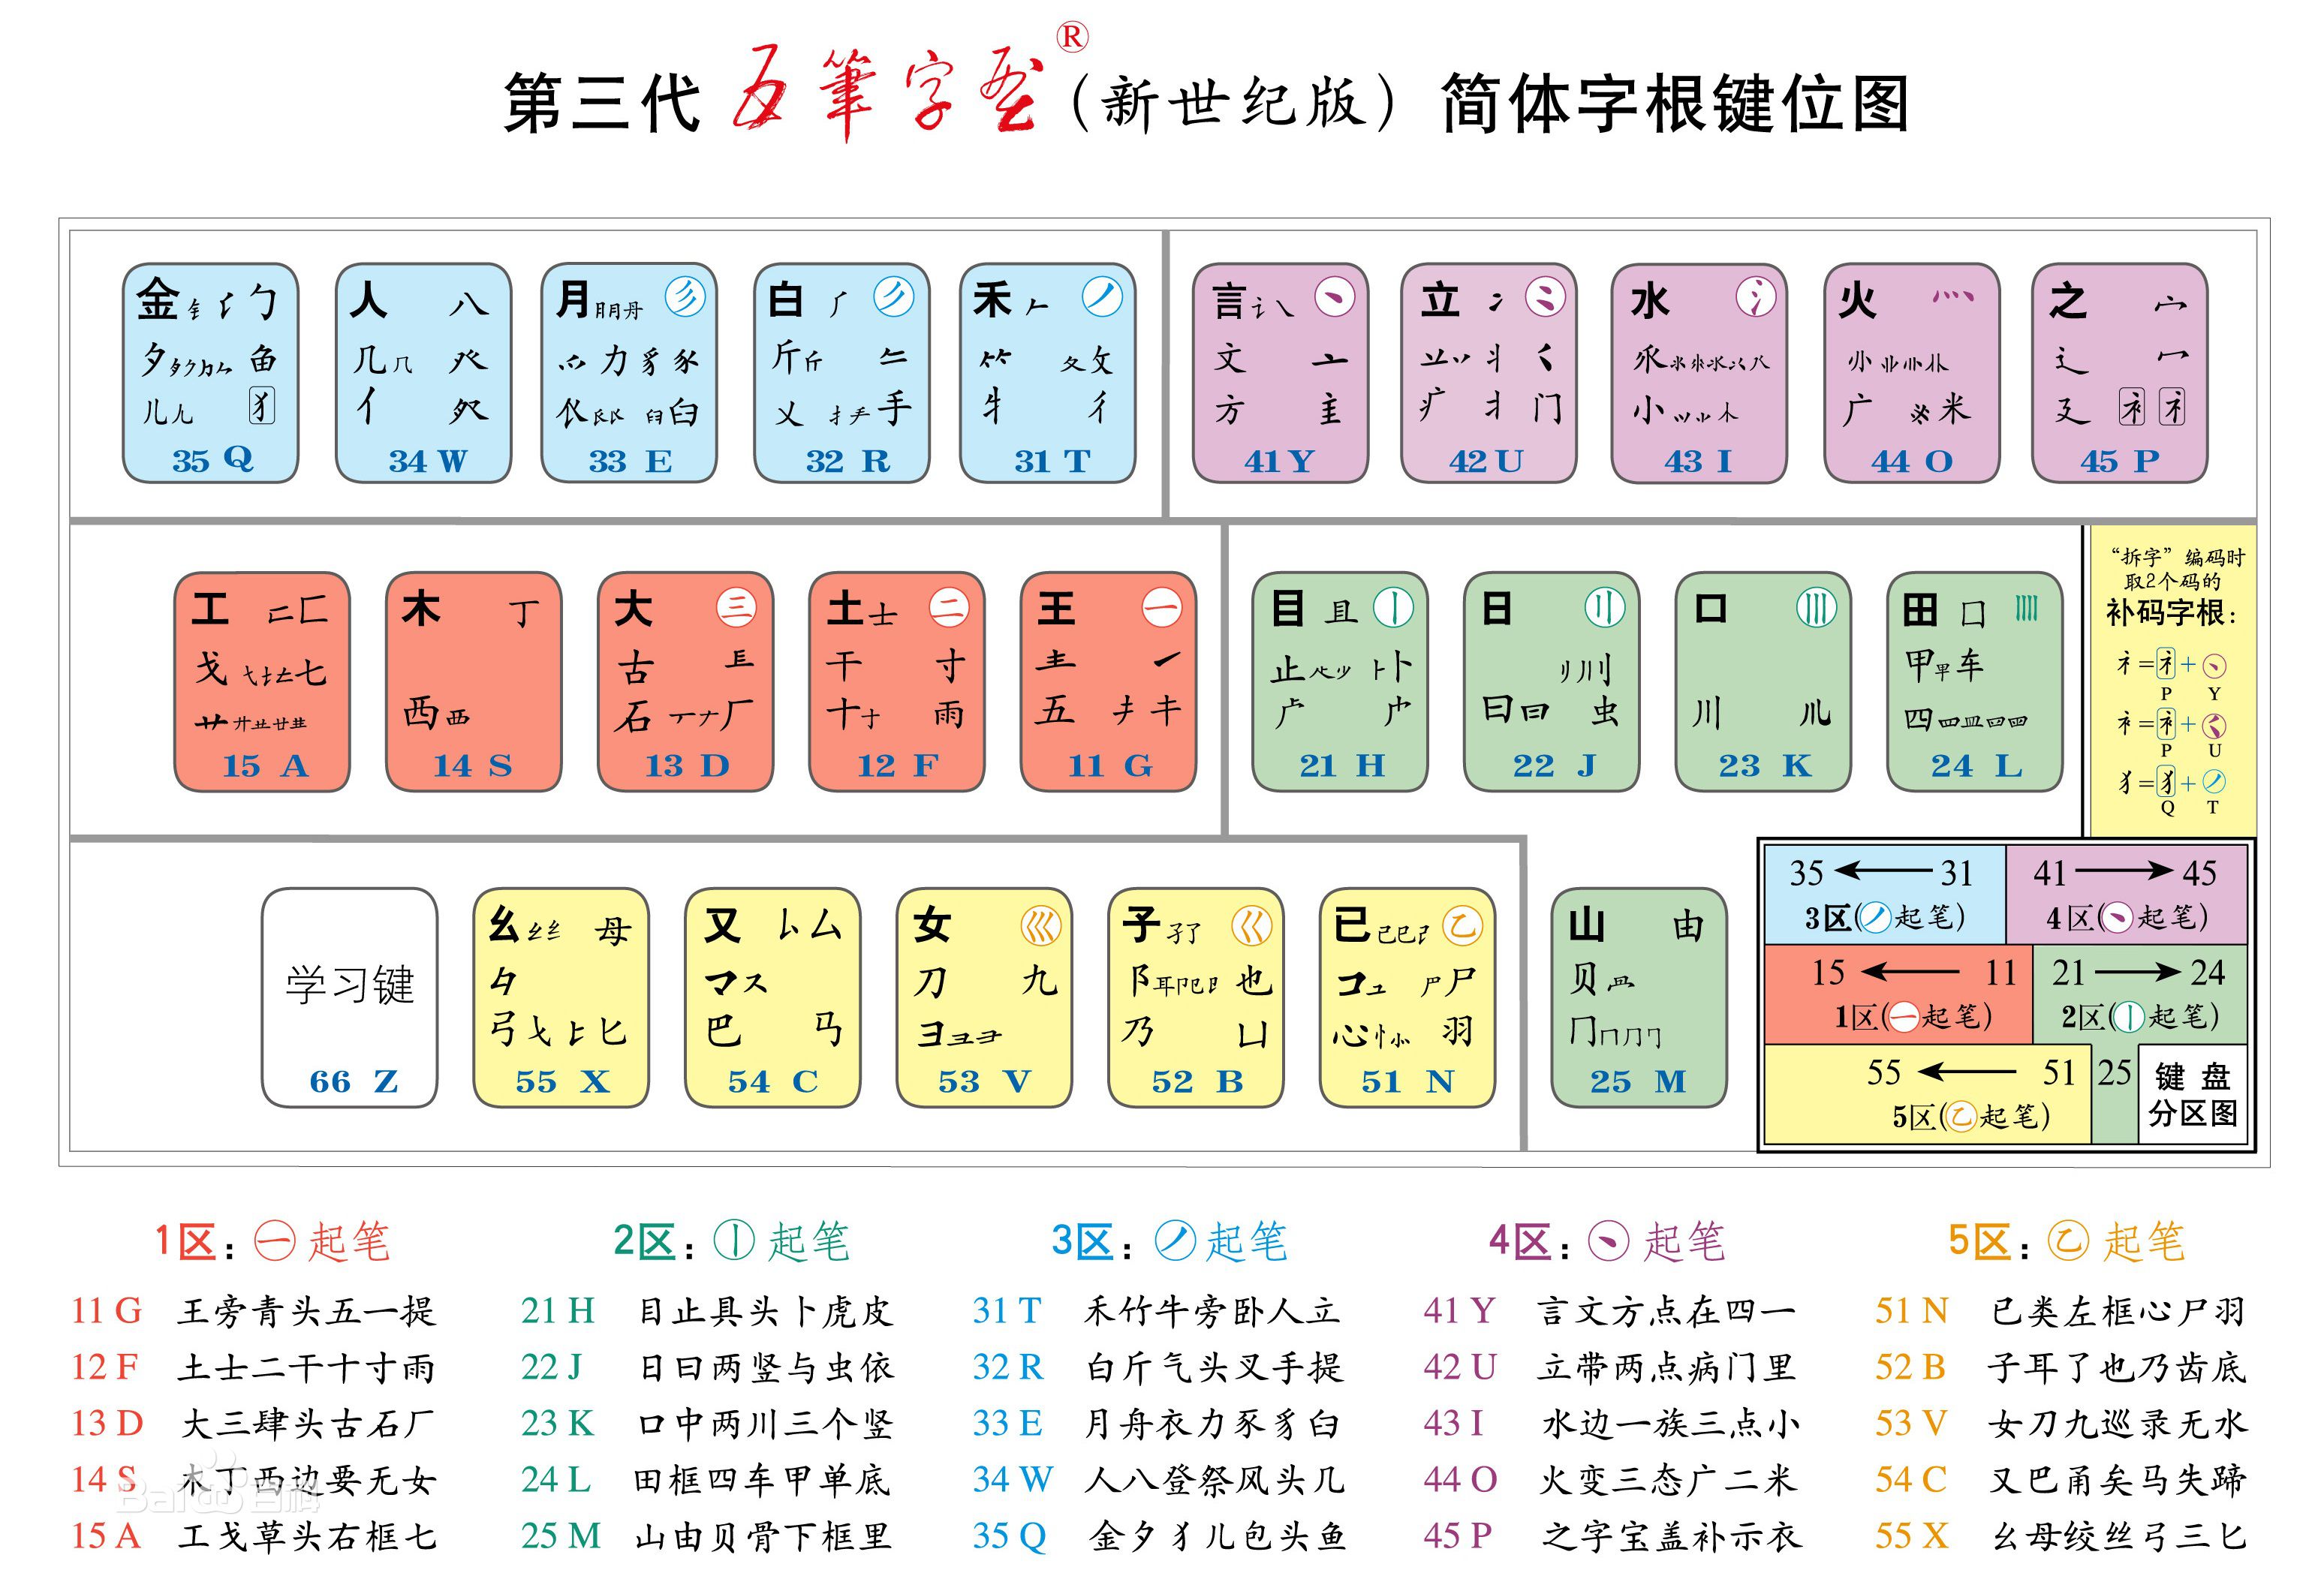 第三代 五筆字型®（新世纪版）简体字根键位图
金 钅 勹
夕 儿
35 Q
人 八
几 癶
亻
34 W
月 丹 彡
力 豸
臼
33 E
白
斤
乂 手
32 R
禾 丿
攵
彳
31 T
言 讠 丶
文 亠
方
41 Y
立 冫
丬
疒 门
42 U
水 氵
小
43 I
火 灬
广 米
44 O
之 宀
辶 冖
廴 礻 衤
45 P
工 匚
戈 七
艹 廾 廿
15 A
木 丁
西
14 S
大 三
古
石 厂
13 D
土 士 二
干 寸
十 雨
12 F
王 一
五
11 G
目 且 丨
止 卜
21 H
日 刂
曰 虫
22 J
口
川
23 K
田 囗
甲 车
四 皿
24 L
“拆字”编码时
取2个码的
补码字根：
礻=礻+丶
P Y
衤=衤+
P U
犭=犭+丿
Q T
学习键
66 Z
幺 母
弓 匕
55 X
又 厶
マ ス
巴 马
54 C
女 巛
刀 九
彐
53 V
子 孑 了
阝 耳 卩 也
乃 凵
52 B
已 己 巳 乙
コ 尸
心 忄 羽
51 N
山 由
贝
冂
25 M
35 ← 31
3区(丿起笔)
41 → 45
4区(丶起笔)
15 ← 11
1区(一起笔)
21 → 24
2区(丨起笔)
55 ← 51
5区(乙起笔)
25
键盘
分区图
1区：一起笔
11 G 王旁青头五一提
12 F 土士二干十寸雨
13 D 大三肆头古石厂
14 S 木丁西边要无女
15 A 工戈草头右框七
2区：丨起笔
21 H 目止具头卜虎皮
22 J 日曰两竖与虫依
23 K 口中两川三个竖
24 L 田框四车甲单底
25 M 山由贝骨下框里
3区：丿起笔
31 T 禾竹牛旁卧人立
32 R 白斤气头叉手提
33 E 月舟衣力豕豸臼
34 W 人八登祭风头几
35 Q 金夕犭儿包头鱼
4区：丶起笔
41 Y 言文方点在四一
42 U 立带两点病门里
43 I 水边一族三点小
44 O 火变三态广二米
45 P 之字宝盖补示衣
5区：乙起笔
51 N 已类左框心尸羽
52 B 子耳了也乃齿底
53 V 女刀九巡录无水
54 C 又巴甬矣马失蹄
55 X 幺母绞丝弓三匕
Bai百科